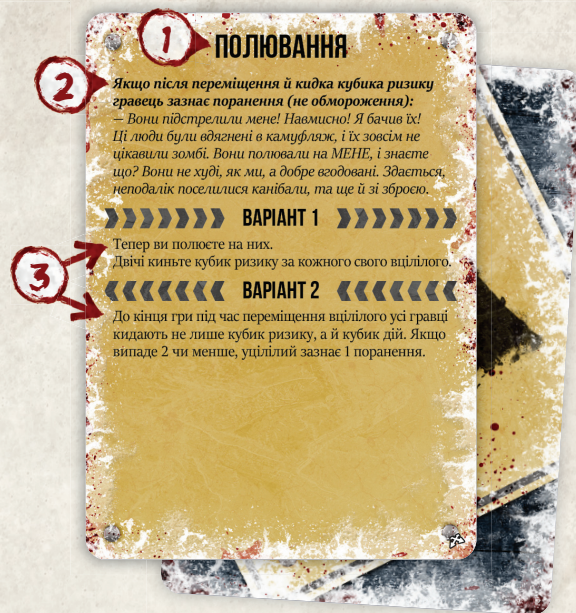 1
ПОЛЮВАННЯ
2
Якщо після переміщення й кидка кубика ризику
гравець зазнає поранення (не обмороження):
— Вони підстрелили мене! Навмисно! Я бачив їх!
Ці люди були вдягнені в камуфляж, і їх зовсім не
цікавили зомбі. Вони полювали на МЕНЕ, і знаєте
що? Вони не худі, як ми, а добре вгодовані. Здається,
неподалік поселилися канібали, та ще й зі зброєю.
ВАРІАНТ 1
3
Тепер ви полюєте на них.
Двічі киньте кубик ризику за кожного свого вцілілого.
ВАРІАНТ 2
До кінця гри під час переміщення вцілілого усі гравці
кидають не лише кубик ризику, а й кубик дій. Якщо
випаде 2 чи менше, уцілілий зазнає 1 поранення.